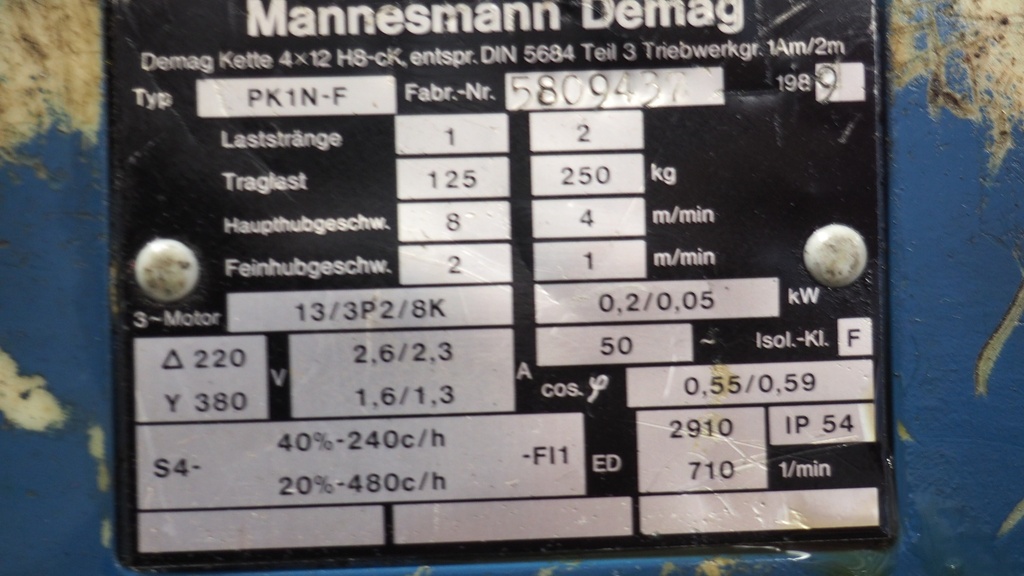 Mannesmann Demag
Demag Kette 4x12 H8-cK, entspr. DIN 5684 Teil 3 Triebwerkgr. 1Am/2m
Typ PK1N-F Fabr.-Nr. 5809437 1989
Laststränge 1 2
Traglast 125 250 kg
Haupthubgeschw. 8 4 m/min
Feinhubgeschw. 2 1 m/min
3~Motor 13/3P2/8K 0,2/0,05 kW
Δ 220 V 2,6/2,3 A 50 ~ Isol.-Kl. F
Y 380 1,6/1,3 cos. φ 0,55/0,59
S4- 40%-240c/h -FI1 ED 2910 IP 54
20%-480c/h 710 1/min